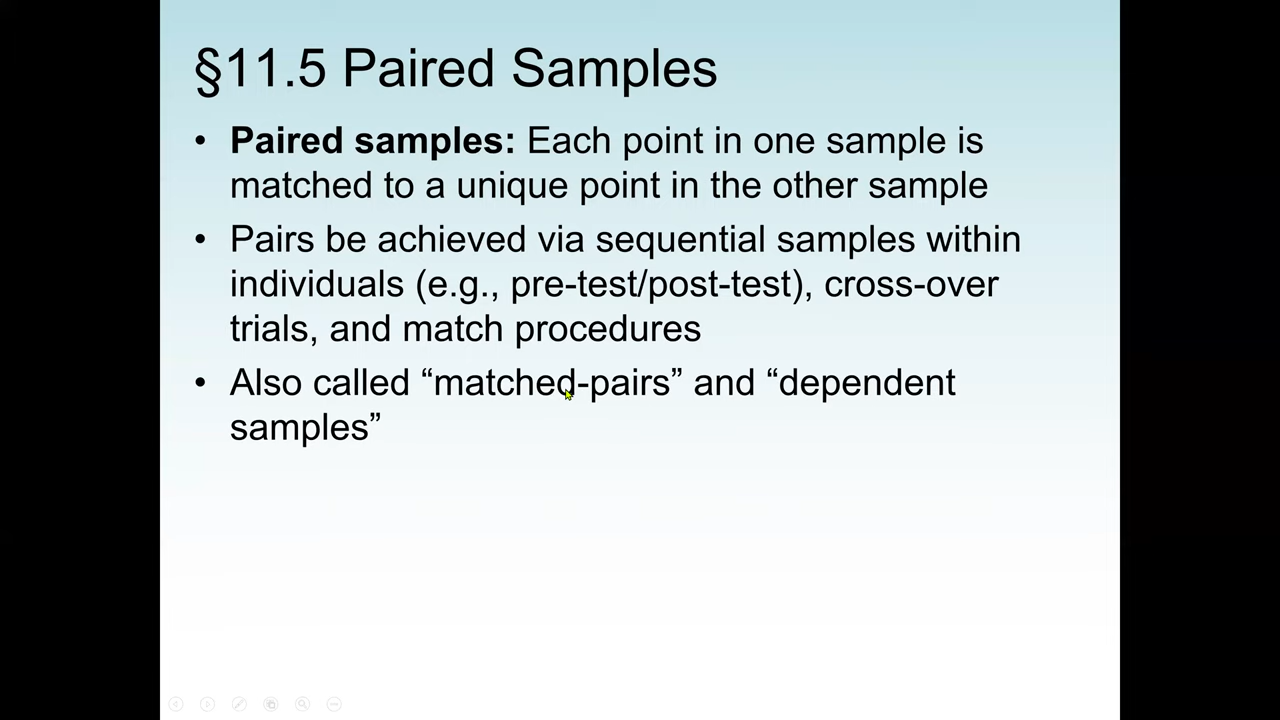 §11.5 Paired Samples
• Paired samples: Each point in one sample is
matched to a unique point in the other sample
• Pairs be achieved via sequential samples within
individuals (e.g., pre-test/post-test), cross-over
trials, and match procedures
• Also called “matched-pairs” and “dependent
samples”